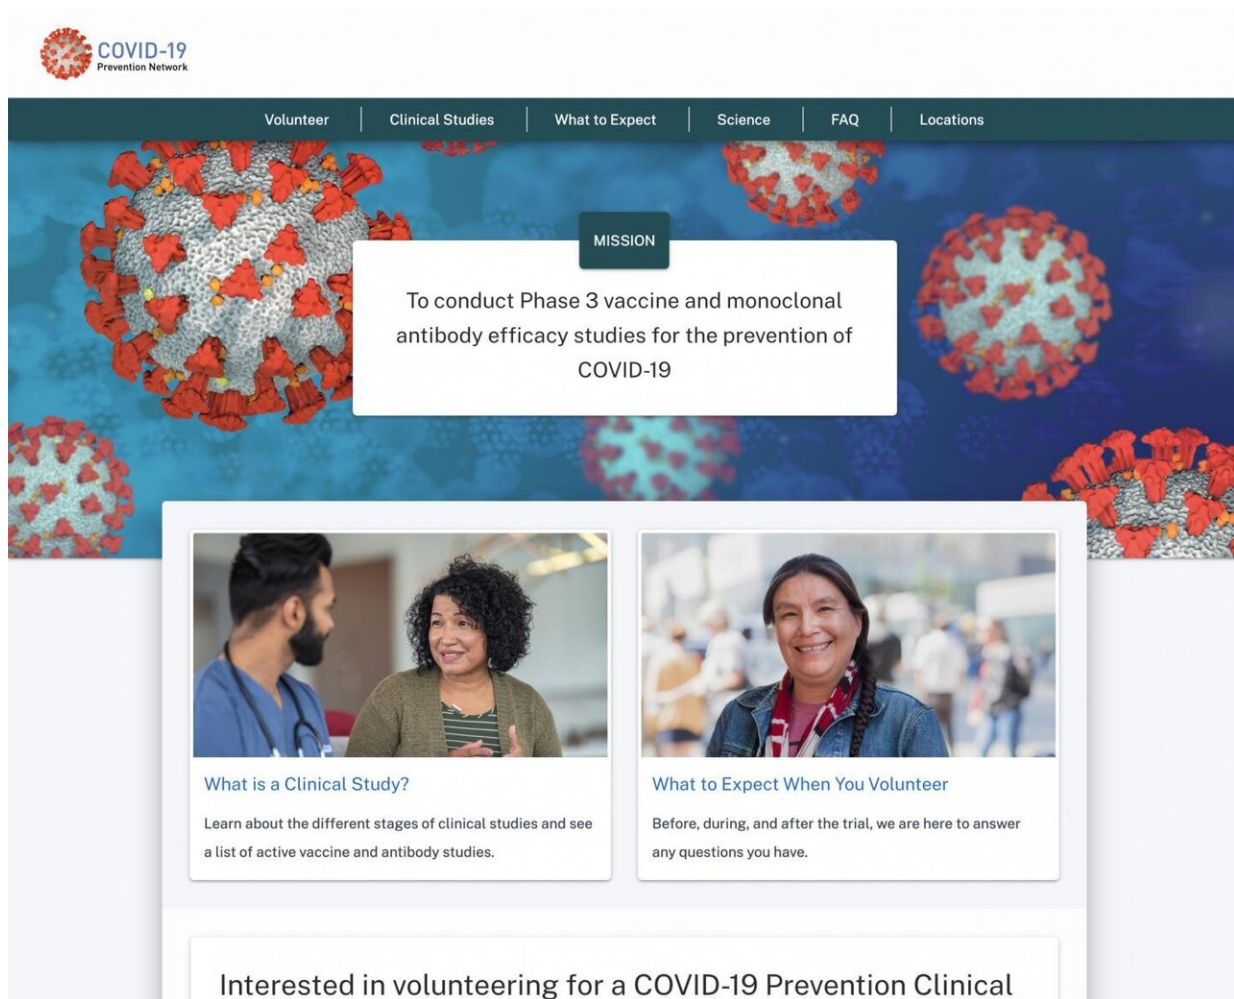 COVID-19
Prevention Network
Volunteer
Clinical Studies
What to Expect
Science
FAQ
Locations
MISSION
To conduct Phase 3 vaccine and monoclonal
antibody efficacy studies for the prevention of
COVID-19
What is a Clinical Study?
Learn about the different stages of clinical studies and see
a list of active vaccine and antibody studies.
What to Expect When You Volunteer
Before, during, and after the trial, we are here to answer
any questions you have.
Interested in volunteering for a COVID-19 Prevention Clinical